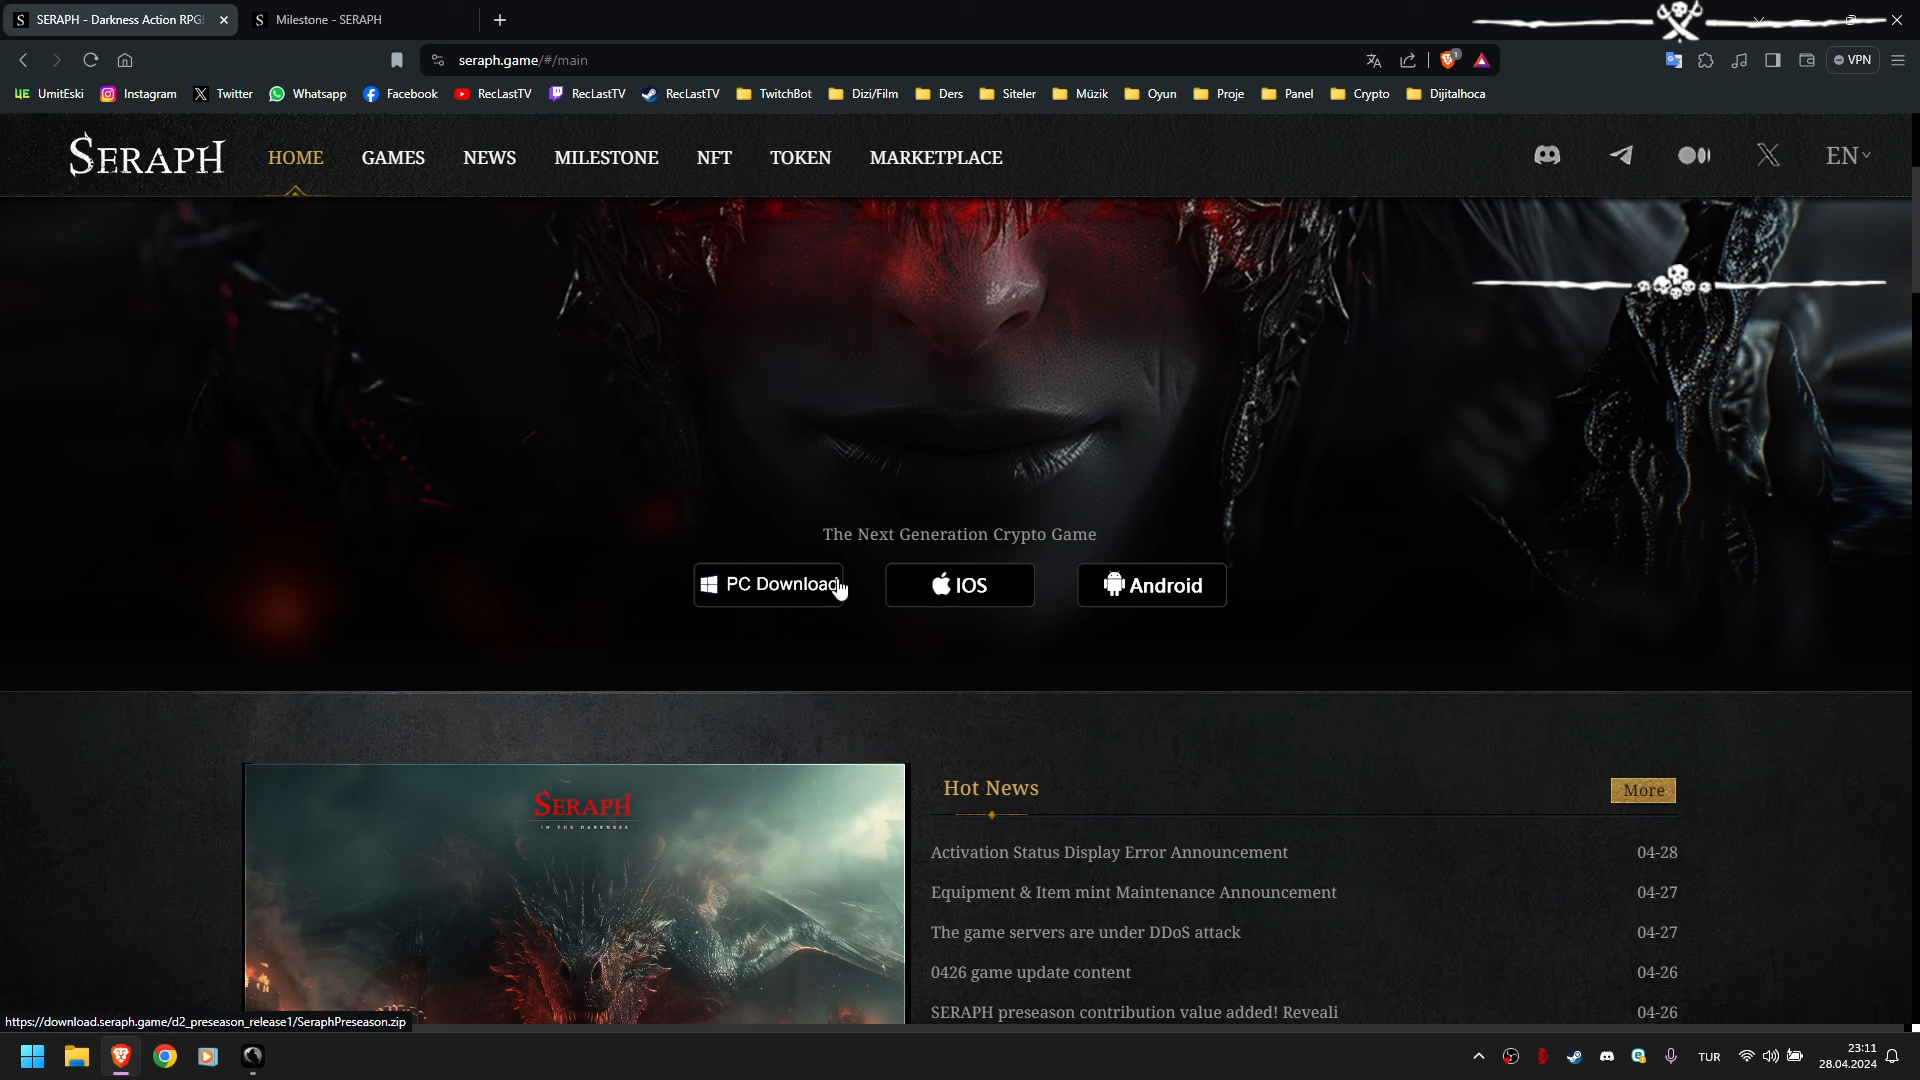 SERAPH - Darkness Action RPG
Milestone - SERAPH
seraph.game/#/main
VPN
UmitEski
Instagram
Twitter
Whatsapp
Facebook
RecLastTV
RecLastTV
RecLastTV
TwitchBot
Dizi/Film
Ders
Siteler
Müzik
Oyun
Proje
Panel
Crypto
Dijitalhoca
SERAPH
HOME
GAMES
NEWS
MILESTONE
NFT
TOKEN
MARKETPLACE
EN
The Next Generation Crypto Game
PC Download
IOS
Android
SERAPH
IN THE DARKNESS
Hot News
More
Activation Status Display Error Announcement 04-28
Equipment & Item mint Maintenance Announcement 04-27
The game servers are under DDoS attack 04-27
0426 game update content 04-26
SERAPH preseason contribution value added! Reveali 04-26
https://download.seraph.game/d2_preseason_release1/SeraphPreseason.zip
TUR
23:11
28.04.2024